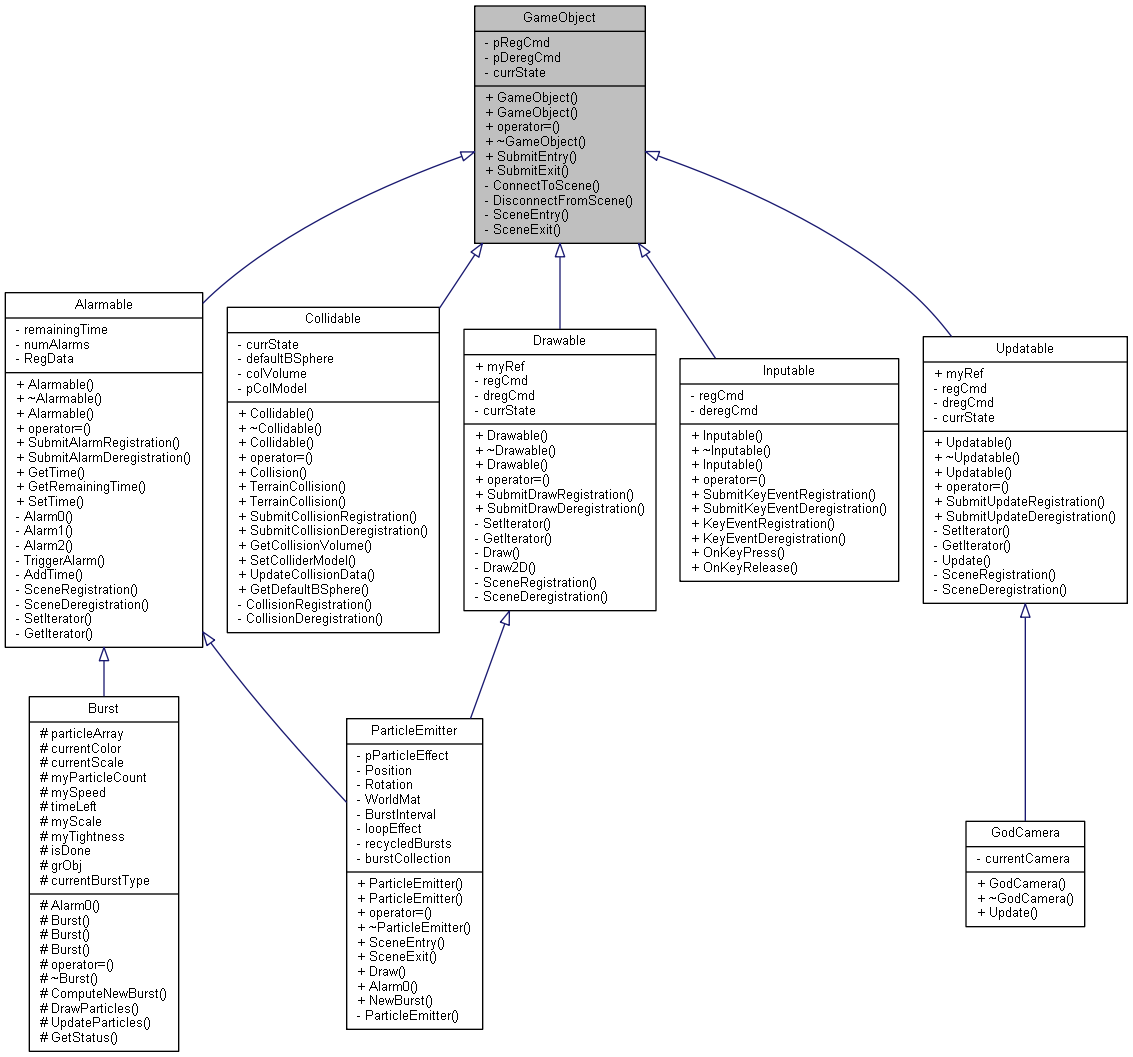 GameObject
- pRegCmd
- pDeregCmd
- currState
+ GameObject()
+ GameObject()
+ operator=()
+ ~GameObject()
+ SubmitEntry()
+ SubmitExit()
- ConnectToScene()
- DisconnectFromScene()
- SceneEntry()
- SceneExit()
Alarmable
- remainingTime
- numAlarms
- RegData
+ Alarmable()
+ ~Alarmable()
+ Alarmable()
+ operator=()
+ SubmitAlarmRegistration()
+ SubmitAlarmDeregistration()
+ GetTime()
+ GetRemainingTime()
+ SetTime()
- Alarm0()
- Alarm1()
- Alarm2()
- TriggerAlarm()
- AddTime()
- SceneRegistration()
- SceneDeregistration()
- SetIterator()
- GetIterator()
Collidable
- currState
- defaultBSphere
- colVolume
- pColModel
+ Collidable()
+ ~Collidable()
+ Collidable()
+ operator=()
+ Collision()
+ TerrainCollision()
+ TerrainCollision()
+ SubmitCollisionRegistration()
+ SubmitCollisionDeregistration()
+ GetCollisionVolume()
+ SetColliderModel()
+ UpdateCollisionData()
+ GetDefaultBSphere()
- CollisionRegistration()
- CollisionDeregistration()
Drawable
+ myRef
- regCmd
- dregCmd
- currState
+ Drawable()
+ ~Drawable()
+ Drawable()
+ operator=()
+ SubmitDrawRegistration()
+ SubmitDrawDeregistration()
- SetIterator()
- GetIterator()
- Draw()
- Draw2D()
- SceneRegistration()
- SceneDeregistration()
Inputable
- regCmd
- deregCmd
+ Inputable()
+ ~Inputable()
+ Inputable()
+ operator=()
+ SubmitKeyEventRegistration()
+ SubmitKeyEventDeregistration()
+ KeyEventRegistration()
+ KeyEventDeregistration()
+ OnKeyPress()
+ OnKeyRelease()
Updatable
+ myRef
- regCmd
- dregCmd
- currState
+ Updatable()
+ ~Updatable()
+ Updatable()
+ operator=()
+ SubmitUpdateRegistration()
+ SubmitUpdateDeregistration()
- SetIterator()
- GetIterator()
- Update()
- SceneRegistration()
- SceneDeregistration()
Burst
# particleArray
# currentColor
# currentScale
# myParticleCount
# mySpeed
# timeLeft
# myScale
# myTightness
# isDone
# grObj
# currentBurstType
# Alarm0()
# Burst()
# Burst()
# Burst()
# operator=()
# ~Burst()
# ComputeNewBurst()
# DrawParticles()
# UpdateParticles()
# GetStatus()
ParticleEmitter
- pParticleEffect
- Position
- Rotation
- WorldMat
- BurstInterval
- loopEffect
- recycledBursts
- burstCollection
+ ParticleEmitter()
+ ParticleEmitter()
+ operator=()
+ ~ParticleEmitter()
+ SceneEntry()
+ SceneExit()
+ Draw()
+ Alarm0()
+ NewBurst()
- ParticleEmitter()
GodCamera
- currentCamera
+ GodCamera()
+ ~GodCamera()
+ Update()